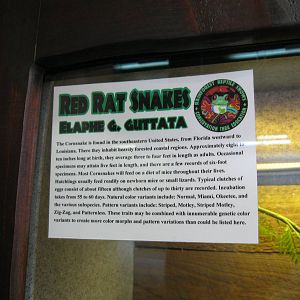 RED RAT SNAKES
ELAPHE G. GUTTATA
The Cornsnake is found in the southeastern United States, from Florida westward to
Louisiana. There they inhabit heavily forested coastal regions. Approximately eight to
ten inches long at birth, they average three to four feet in length as adults. Occasional
specimens may attain five feet in length, and there are a few records of six-foot
specimens. Most Cornsnakes will feed on a diet of mice throughout their lives.
Hatchlings usually feed readily on newborn mice or small lizards. Typical clutches of
eggs consist of about fifteen although clutches of up to thirty are recorded. Incubation
takes from 55 to 60 days. Natural color variants include: Normal, Miami, Okeetee, and
the various subspecies. Pattern variants include: Striped, Motley, Striped Motley,
Zig-Zag, and Patternless. These traits may be combined with innumerable genetic color
variants to create more color morphs and pattern variations than could be listed here.